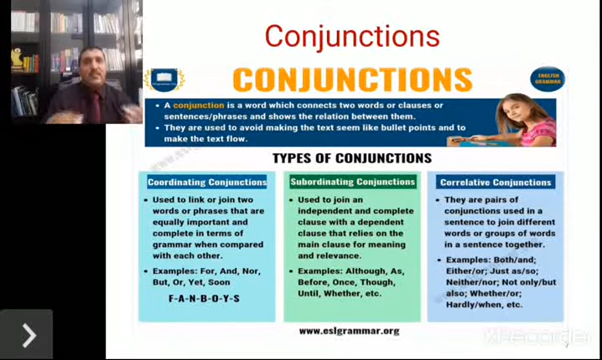 Conjunctions
CONJUNCTIONS
ENGLISH
GRAMMAR
• A conjunction is a word which connects two words or clauses or
sentences/phrases and shows the relation between them.
• They are used to avoid making the text seem like bullet points and to
make the text flow.
TYPES OF CONJUNCTIONS
Coordinating Conjunctions
• Used to link or join two
words or phrases that are
equally important and
complete in terms of
grammar when compared
with each other.
• Examples: For, And, Nor,
But, Or, Yet, Soon
F-A-N-B-O-Y-S
Subordinating Conjunctions
• Used to join an
independent and complete
clause with a dependent
clause that relies on the
main clause for meaning
and relevance.
• Examples: Although, As,
Before, Once, Though,
Until, Whether, etc.
Correlative Conjunctions
• They are pairs of
conjunctions used in a
sentence to join different
words or groups of words
in a sentence together.
• Examples: Both/and;
Either/or; Just as/so;
Neither/nor; Not only/but
also; Whether/or;
Hardly/when, etc.
www.eslgrammar.org